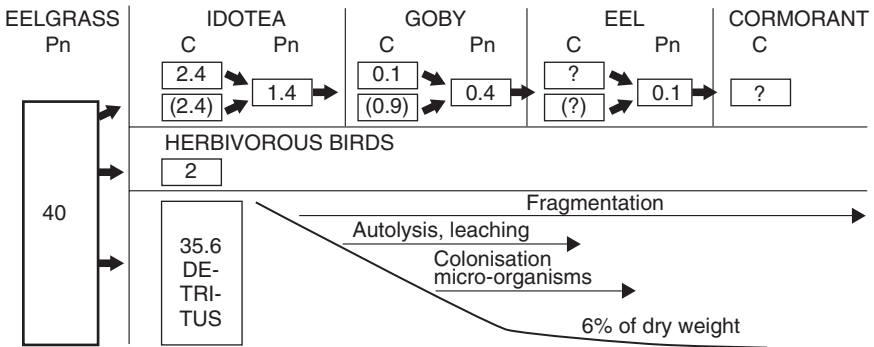 EELGRASS IDOTEA GOBY EEL CORMORANT
Pn C Pn C Pn C Pn C
2.4 0.1 ?
1.4 0.4 0.1 ?
(2.4) (0.9) (?)
HERBIVOROUS BIRDS
2
40
35.6
DE-
TRI-
TUS
Fragmentation
Autolysis, leaching
Colonisation
micro-organisms
6% of dry weight